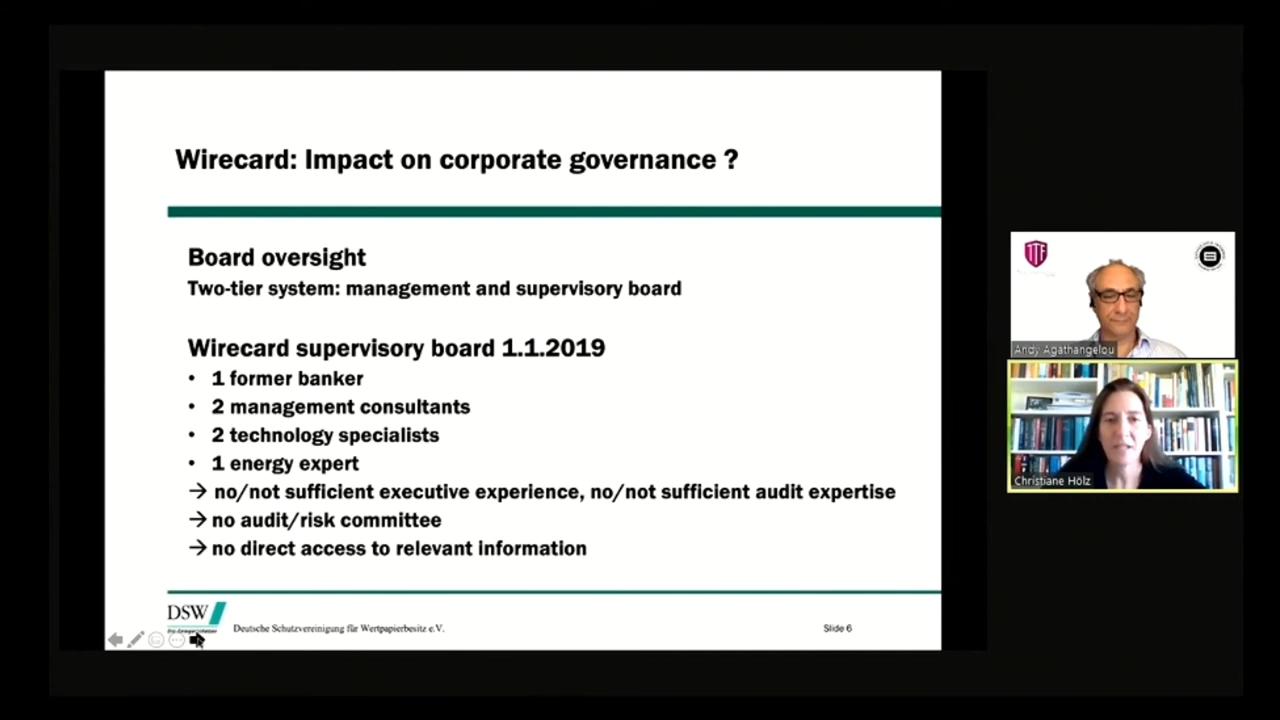 Wirecard: Impact on corporate governance ?
Board oversight
Two-tier system: management and supervisory board
Wirecard supervisory board 1.1.2019
• 1 former banker
• 2 management consultants
• 2 technology specialists
• 1 energy expert
→ no/not sufficient executive experience, no/not sufficient audit expertise
→ no audit/risk committee
→ no direct access to relevant information
DSW
Deutsche Schutzvereinigung für Wertpapierbesitz e.V.
Slide 6
TTF
Andy Agathangelou
Christiane Hölz